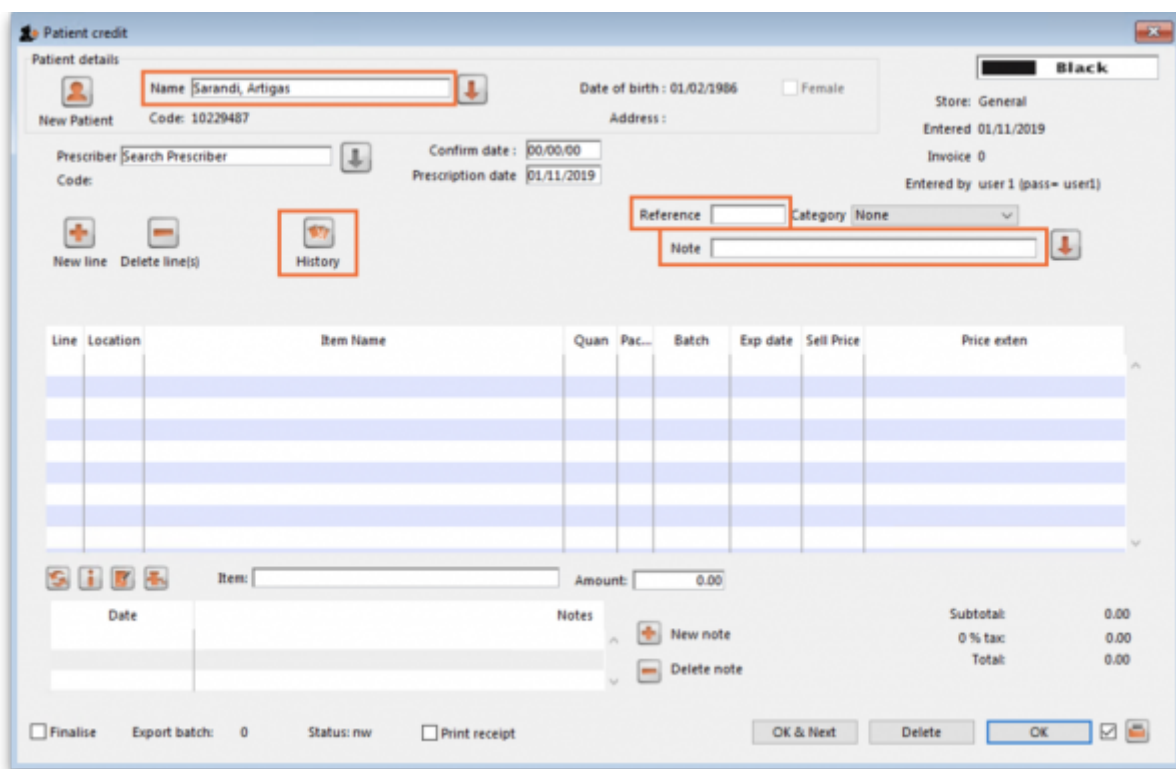 Patient credit
Patient details
Black
Name Sarandi, Artigas
Date of birth : 01/02/1986
Female
Store: General
New Patient
Code: 10229487
Address :
Entered 01/11/2019
Prescriber Search Prescriber
Confirm date : 00/00/00
Invoice 0
Code:
Prescription date 01/11/2019
Entered by user 1 (pass= user1)
Reference
Category None
Note
New line Delete line(s) History
Line Location Item Name Quan Pac... Batch Exp date Sell Price Price exten
Item:
Amount: 0.00
Date Notes
New note
Delete note
Subtotal: 0.00
0 % tax: 0.00
Total: 0.00
Finalise Export batch: 0 Status: nw Print receipt OK & Next Delete OK